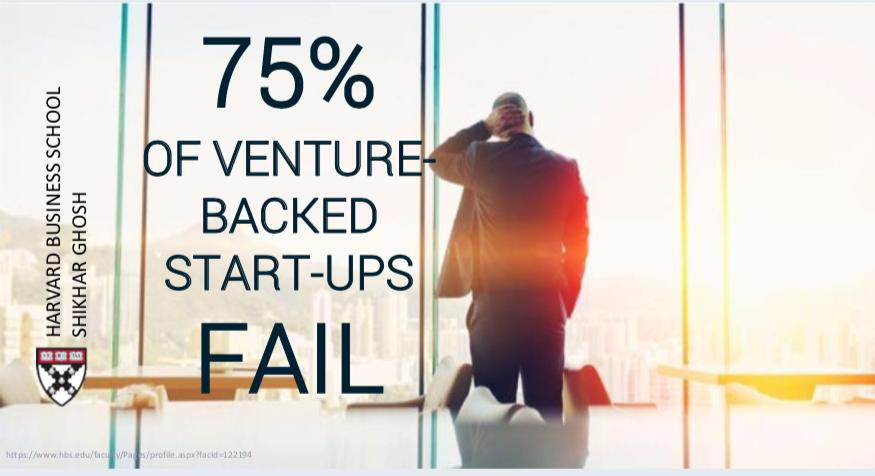 75%
OF VENTURE-
BACKED
START-UPS
FAIL
HARVARD BUSINESS SCHOOL
SHIKHAR GHOSH
https://www.hbs.edu/faculty/Pages/profile.aspx?facId=122194